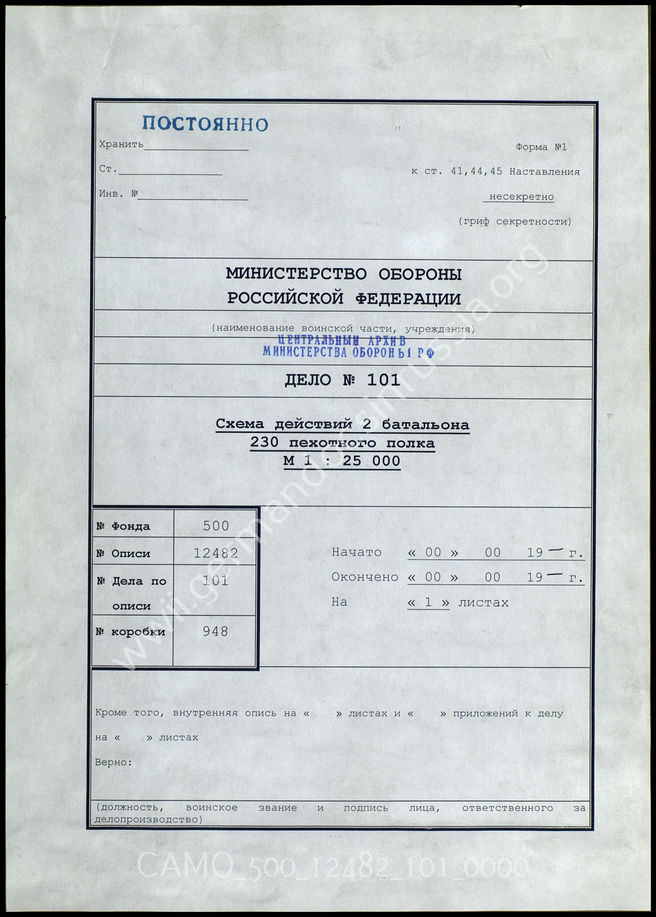 ПОСТОЯННО
Хранить
Форма №1
Ст.
к ст. 41,44,45 Наставления
Инв. №
несекретно
(гриф секретности)
МИНИСТЕРСТВО ОБОРОНЫ
РОССИЙСКОЙ ФЕДЕРАЦИИ
(наименование воинской части, учреждения)
ЦЕНТРАЛЬНЫЙ АРХИВ
МИНИСТЕРСТВА ОБОРОНЫ РФ
ДЕЛО № 101
Схема действий 2 батальона
230 пехотного полка
М 1 : 25 000
№ Фонда 500
№ Описи 12482
№ Дела по описи 101
№ коробки 948
Начато « 00 » 00 19— г.
Окончено « 00 » 00 19— г.
На « 1 » листах
Кроме того, внутренняя опись на «    » листах и «    » приложений к делу
на «    » листах
Верно:
(должность, воинское звание и подпись лица, ответственного за
делопроизводство)
www.germandocsinrussia.org
CAMO_500_12482_101_0000